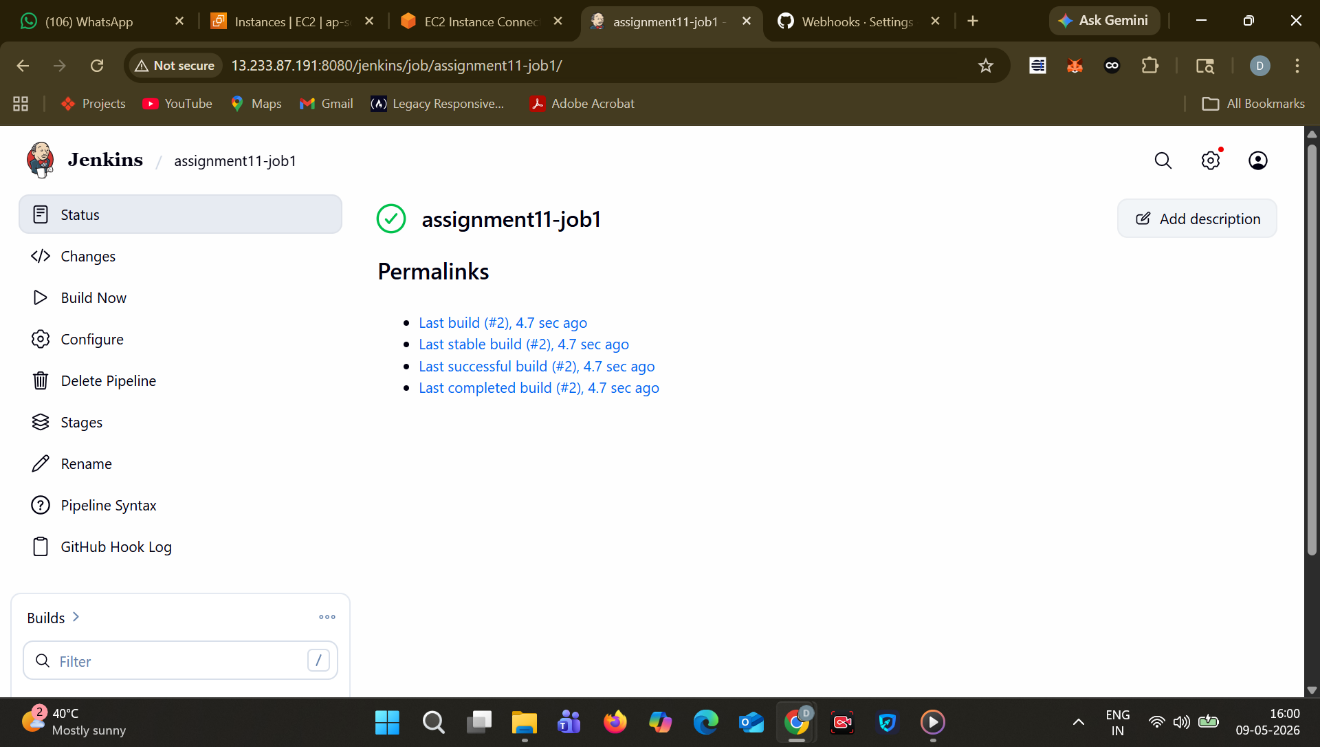 (106) WhatsApp
Instances | EC2 | ap-s
EC2 Instance Connec
assignment11-job1 -
Webhooks · Settings
Ask Gemini
Not secure
13.233.87.191:8080/jenkins/job/assignment11-job1/
D
Projects
YouTube
Maps
Gmail
(A)
Legacy Responsive...
Adobe Acrobat
All Bookmarks
Jenkins / assignment11-job1
Status
Changes
Build Now
Configure
Delete Pipeline
Stages
Rename
Pipeline Syntax
GitHub Hook Log
Builds
Filter
/
assignment11-job1
Add description
Permalinks
Last build (#2), 4.7 sec ago
Last stable build (#2), 4.7 sec ago
Last successful build (#2), 4.7 sec ago
Last completed build (#2), 4.7 sec ago
2
40°C
Mostly sunny
D
ENG
IN
16:00
09-05-2026